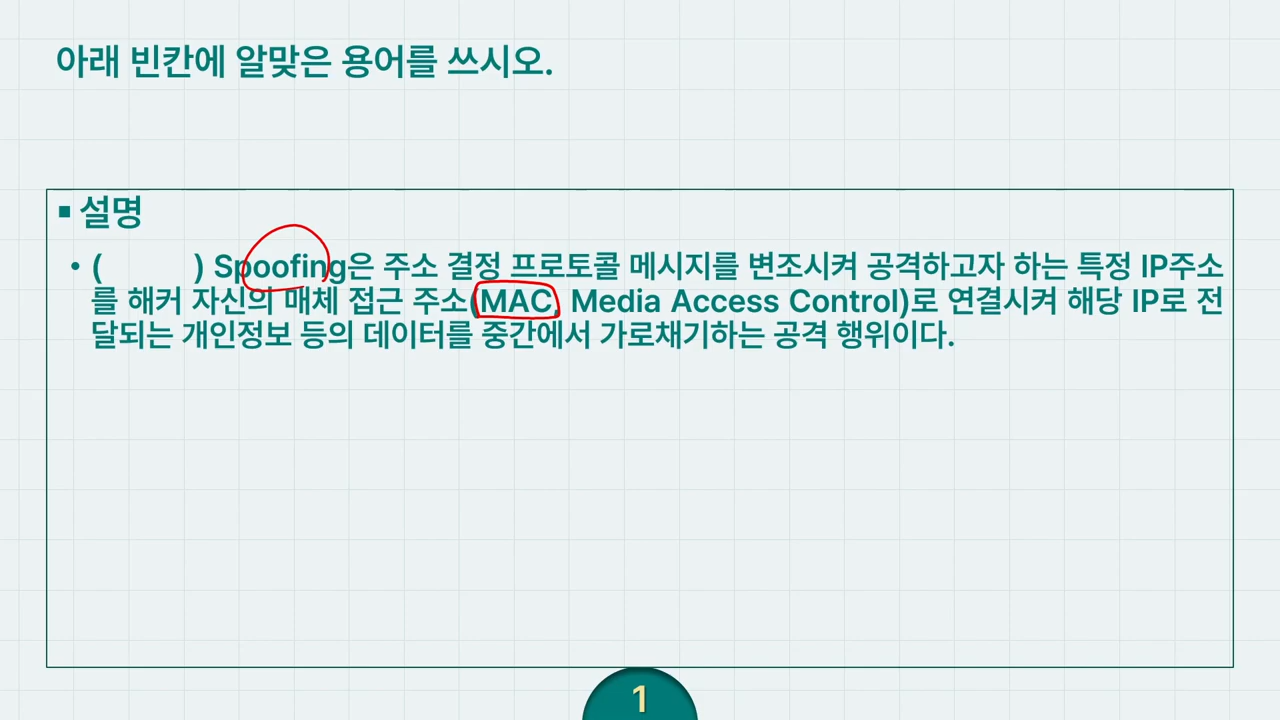 아래 빈칸에 알맞은 용어를 쓰시오.
▪ 설명
• ( ) Spoofing은 주소 결정 프로토콜 메시지를 변조시켜 공격하고자 하는 특정 IP주소
를 해커 자신의 매체 접근 주소(MAC, Media Access Control)로 연결시켜 해당 IP로 전
달되는 개인정보 등의 데이터를 중간에서 가로채기하는 공격 행위이다.
1